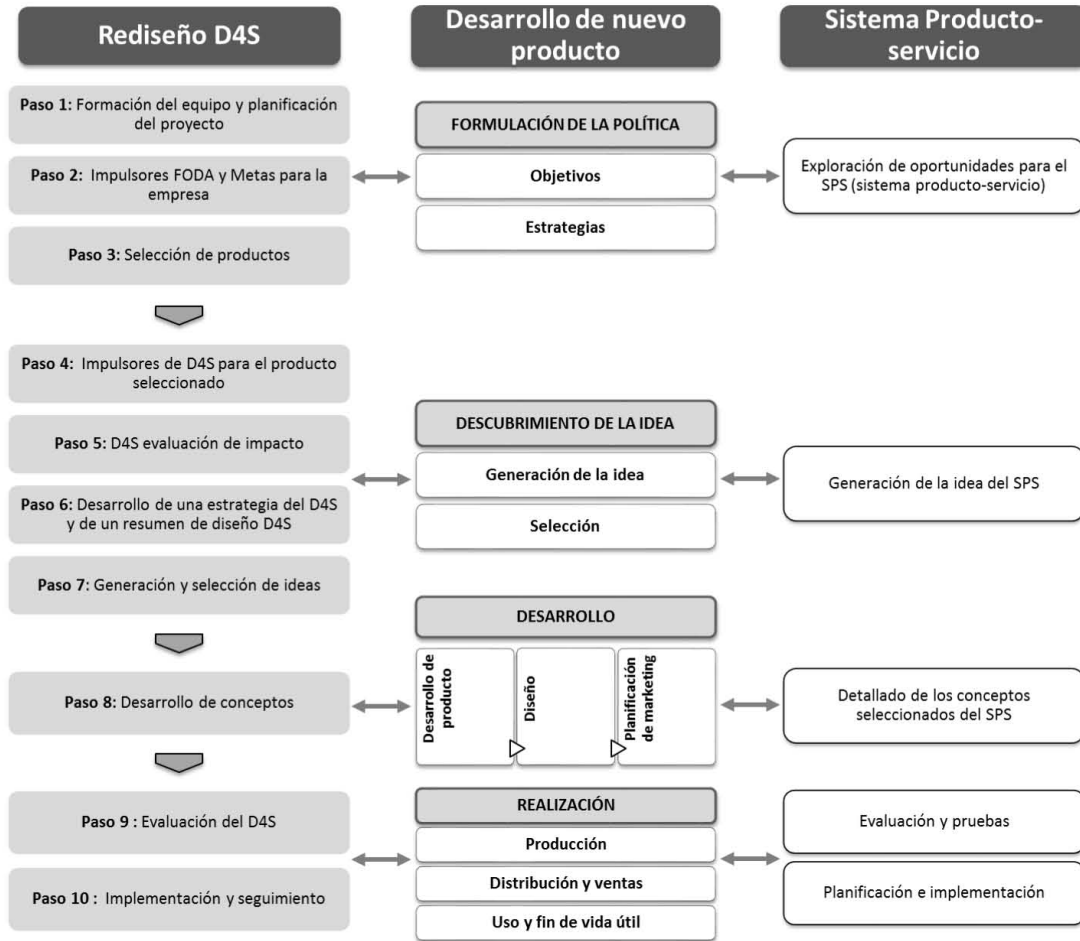 Rediseño D4S
Paso 1: Formación del equipo y planificación
del proyecto
Paso 2: Impulsores FODA y Metas para la
empresa
Paso 3: Selección de productos
Paso 4: Impulsores de D4S para el producto
seleccionado
Paso 5: D4S evaluación de impacto
Paso 6: Desarrollo de una estrategia del D4S
y de un resumen de diseño D4S
Paso 7: Generación y selección de ideas
Paso 8: Desarrollo de conceptos
Paso 9 : Evaluación del D4S
Paso 10 : Implementación y seguimiento
Desarrollo de nuevo
producto
FORMULACIÓN DE LA POLÍTICA
Objetivos
Estrategias
DESCUBRIMIENTO DE LA IDEA
Generación de la idea
Selección
DESARROLLO
Desarrollo de
producto
Diseño
Planificación
de marketing
REALIZACIÓN
Producción
Distribución y ventas
Uso y fin de vida útil
Sistema Producto-
servicio
Exploración de oportunidades para el
SPS (sistema producto-servicio)
Generación de la idea del SPS
Detallado de los conceptos
seleccionados del SPS
Evaluación y pruebas
Planificación e implementación